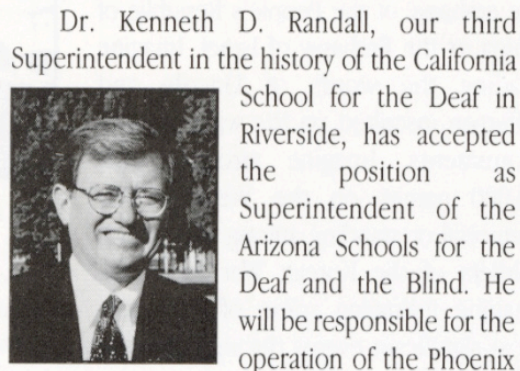 Dr. Kenneth D. Randall, our third
Superintendent in the history of the California
School for the Deaf in
Riverside, has accepted
the position as
Superintendent of the
Arizona Schools for the
Deaf and the Blind. He
will be responsible for the
operation of the Phoenix